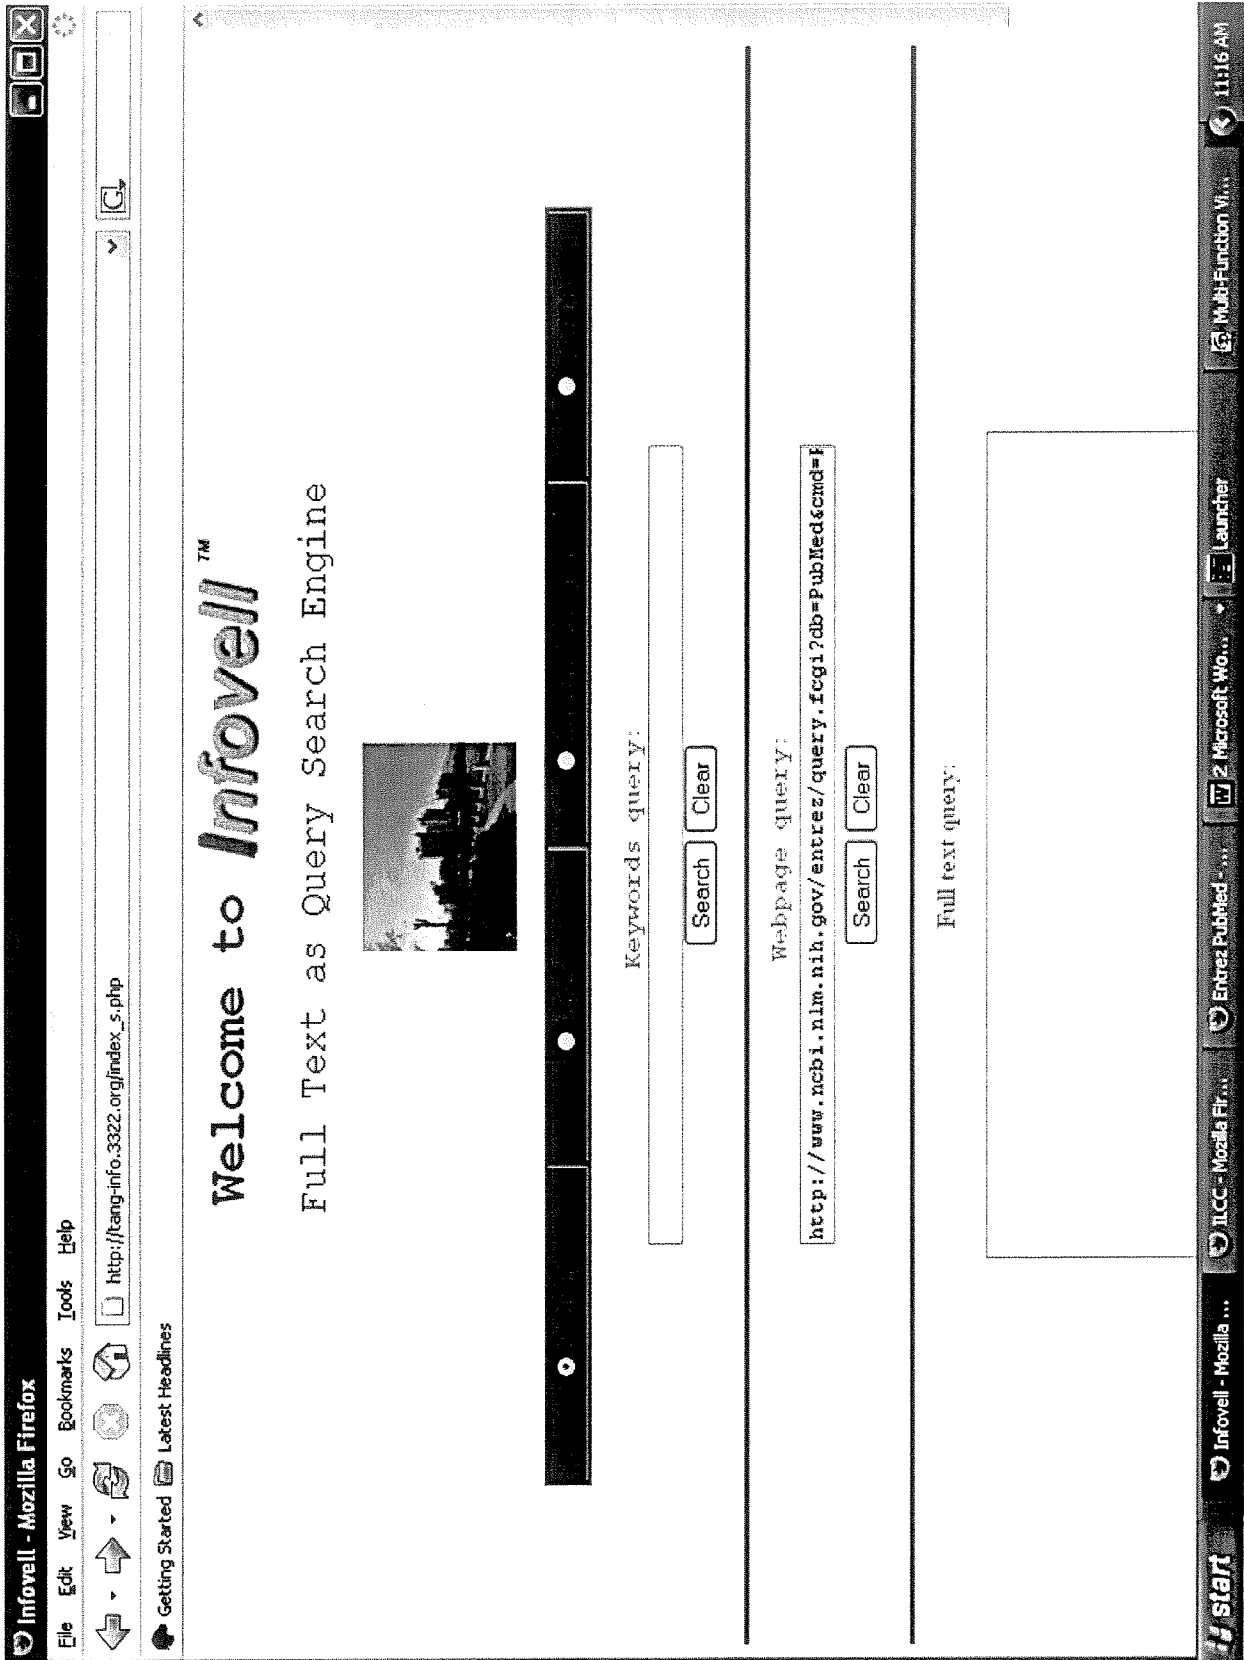 Infovell - Mozilla Firefox
File Edit View Go Bookmarks Tools Help
http://tang-info.3322.org/index_s.php
Getting Started Latest Headlines
Welcome to Infovell™
Full Text as Query Search Engine
Keywords query:
Search Clear
Webpage query:
http://www.ncbi.nlm.nih.gov/entrez/query.fcgi?db=PubMed&cmd=
Search Clear
Full text query:
start Infovell - Mozilla ... ILCC - Mozilla Fir... Entrez PubMed - ... 2 Microsoft Wo... Launcher Multi-Function Vi... 11:16 AM